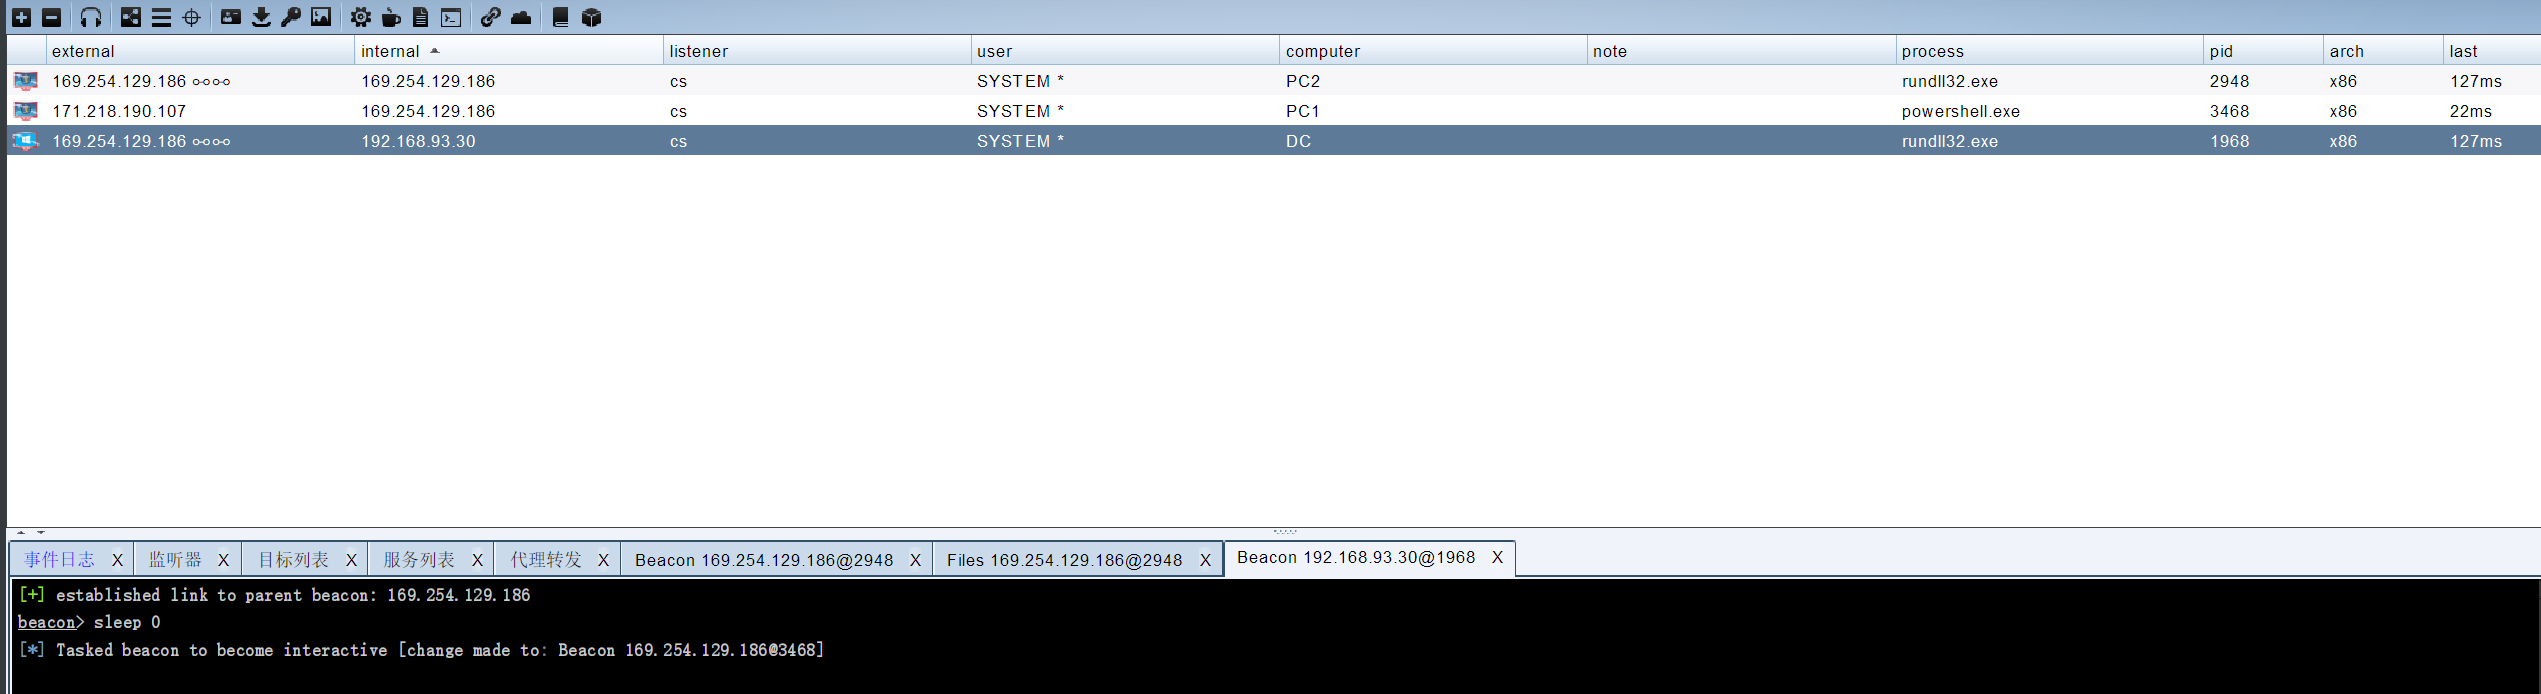 external internal listener user computer note process pid arch last
169.254.129.186 169.254.129.186 cs SYSTEM * PC2 rundll32.exe 2948 x86 127ms
171.218.190.107 169.254.129.186 cs SYSTEM * PC1 powershell.exe 3468 x86 22ms
169.254.129.186 192.168.93.30 cs SYSTEM * DC rundll32.exe 1968 x86 127ms
事件日志 X 监听器 X 目标列表 X 服务列表 X 代理转发 X Beacon 169.254.129.186@2948 X Files 169.254.129.186@2948 X Beacon 192.168.93.30@1968 X
[+] established link to parent beacon: 169.254.129.186
beacon> sleep 0
[*] Tasked beacon to become interactive [change made to: Beacon 169.254.129.186@3468]